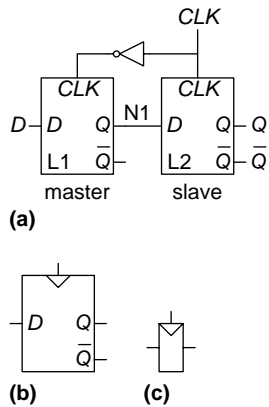 CLK
CLK CLK
D D Q N1 D Q Q
L1 Q̅ L2 Q̅ Q̅
master slave
(a)
D Q
Q̅
(b) (c)